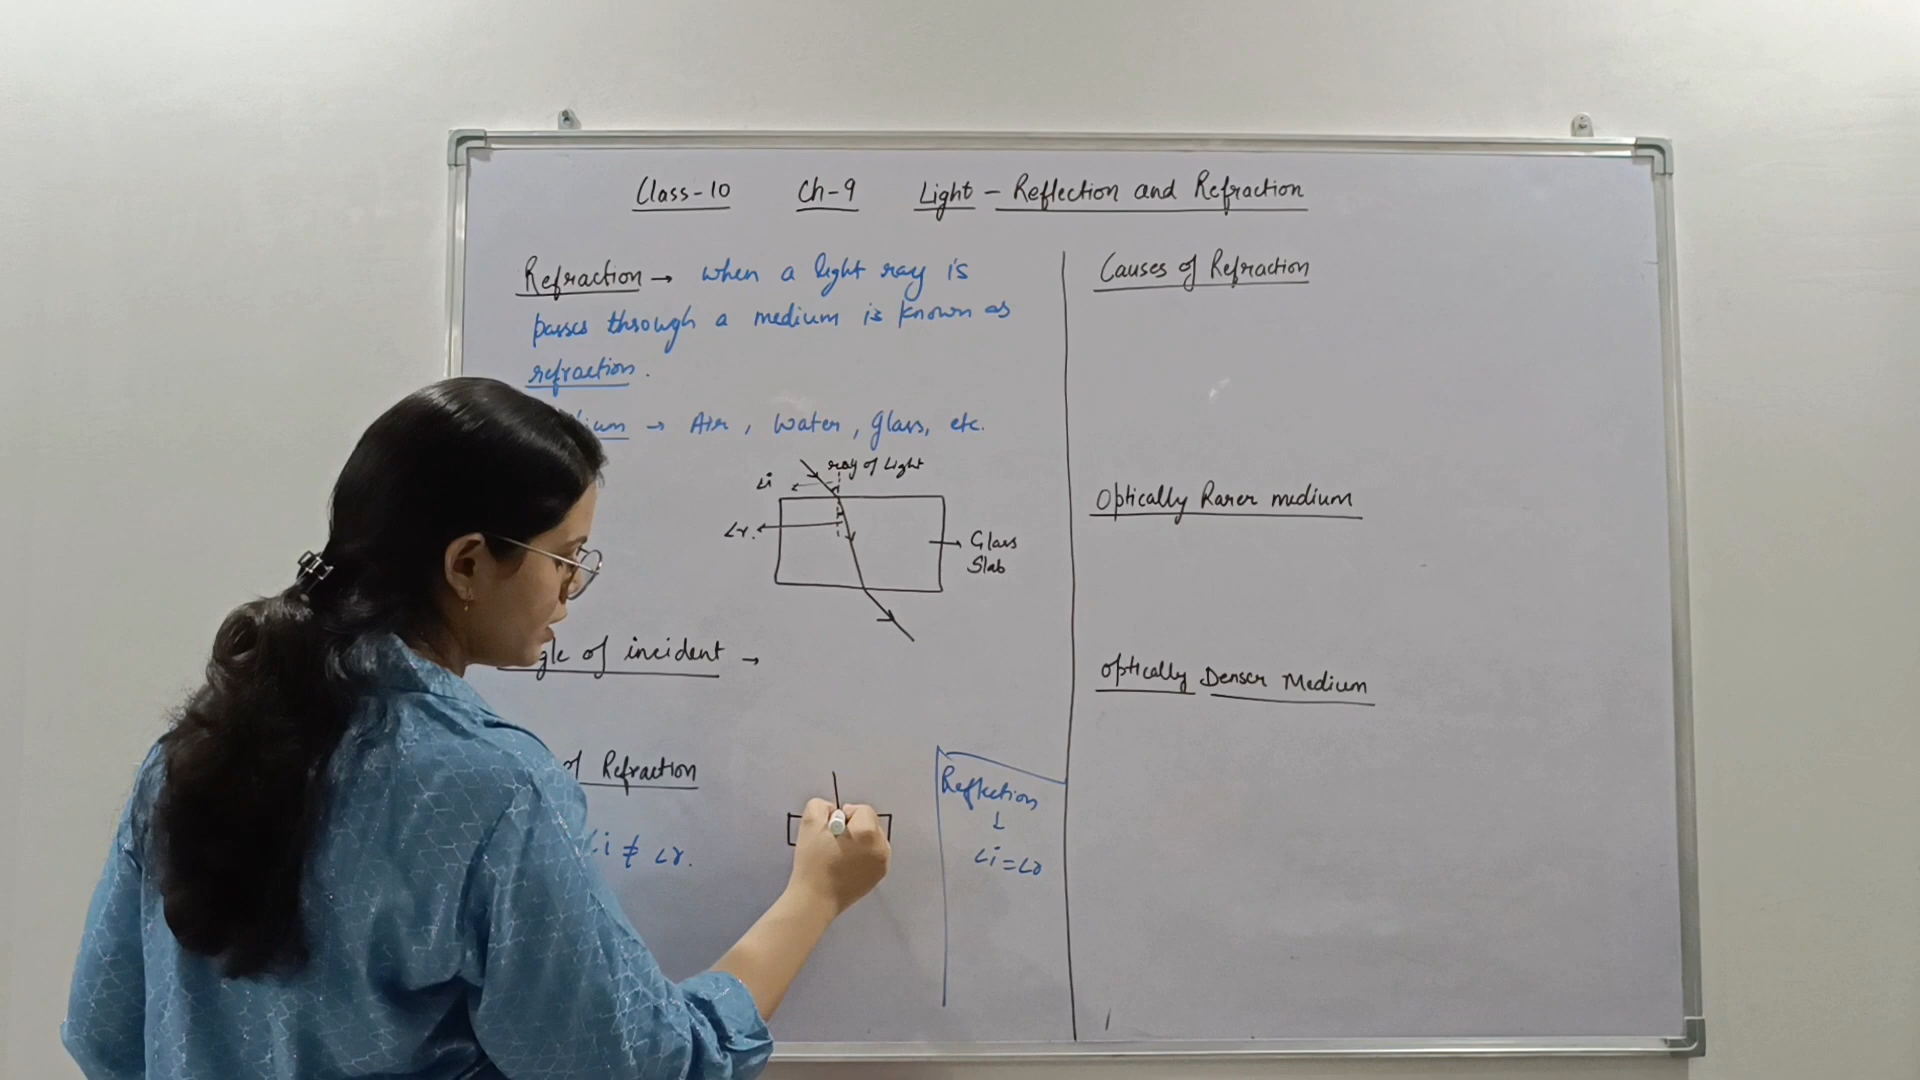 Class-10 Ch-9 Light - Reflection and Refraction
Refraction → when a light ray is
passes through a medium is known as
refraction.
→ Air, Water, Glass, etc.
ray of Light
∠i
∠r.
Glass
Slab
of incident →
of Refraction
∠i ≠ ∠r.
Reflection
↓
∠i = ∠r
Causes of Refraction
Optically Rarer medium
Optically Denser Medium